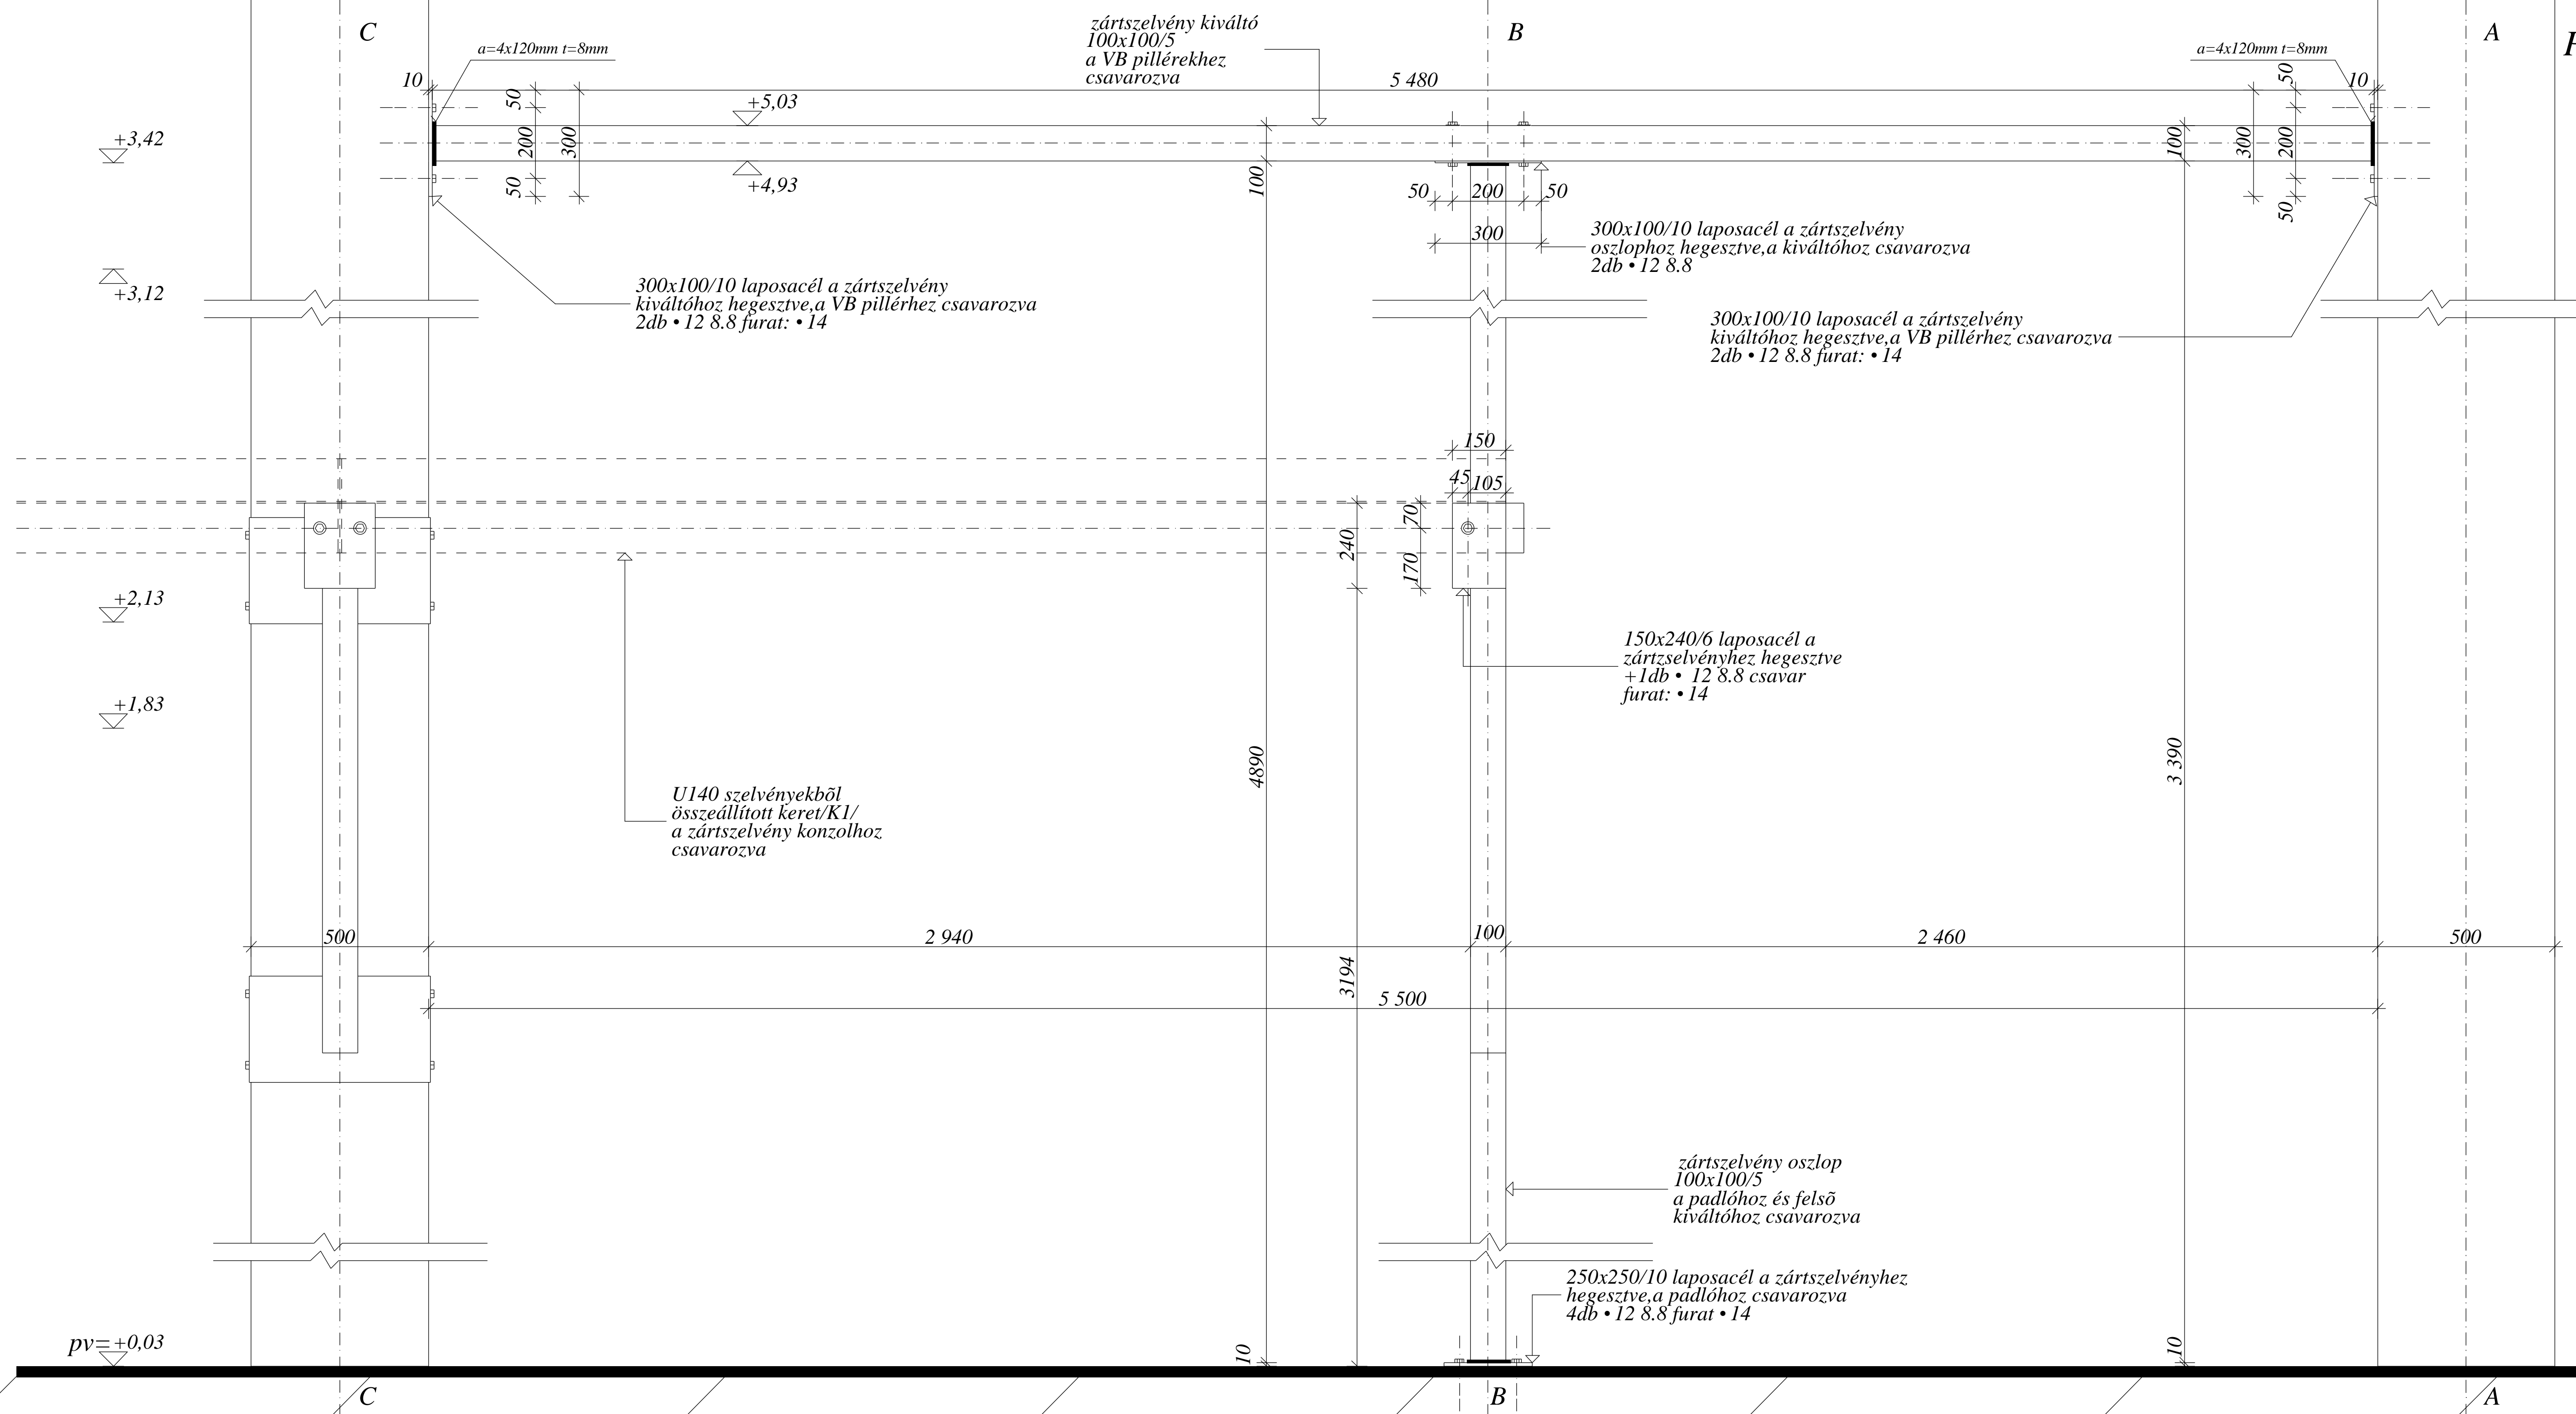 C
B
A
zártszelvény kiváltó
100x100/5
a VB pillérekhez
csavarozva
a=4x120mm t=8mm
a=4x120mm t=8mm
10
5 480
10
50
200
50
300
+5,03
+4,93
+3,42
+3,12
100
100
300
50
200
50
50
200
50
300
300x100/10 laposacél a zártszelvény
oszlophoz hegesztve,a kiváltóhoz csavarozva
2db • 12 8.8
300x100/10 laposacél a zártszelvény
kiváltóhoz hegesztve,a VB pillérhez csavarozva
2db • 12 8.8 furat: • 14
300x100/10 laposacél a zártszelvény
kiváltóhoz hegesztve,a VB pillérhez csavarozva
2db • 12 8.8 furat: • 14
150
45
105
70
240
170
+2,13
+1,83
150x240/6 laposacél a
zártzselvényhez hegesztve
+1db • 12 8.8 csavar
furat: • 14
U140 szelvényekbõl
összeállított keret/K1/
a zártszelvény konzolhoz
csavarozva
4890
3 390
500
2 940
100
2 460
500
3194
5 500
zártszelvény oszlop
100x100/5
a padlóhoz és felsõ
kiváltóhoz csavarozva
250x250/10 laposacél a zártszelvényhez
hegesztve,a padlóhoz csavarozva
4db • 12 8.8 furat • 14
pv=+0,03
10
10
C
B
A